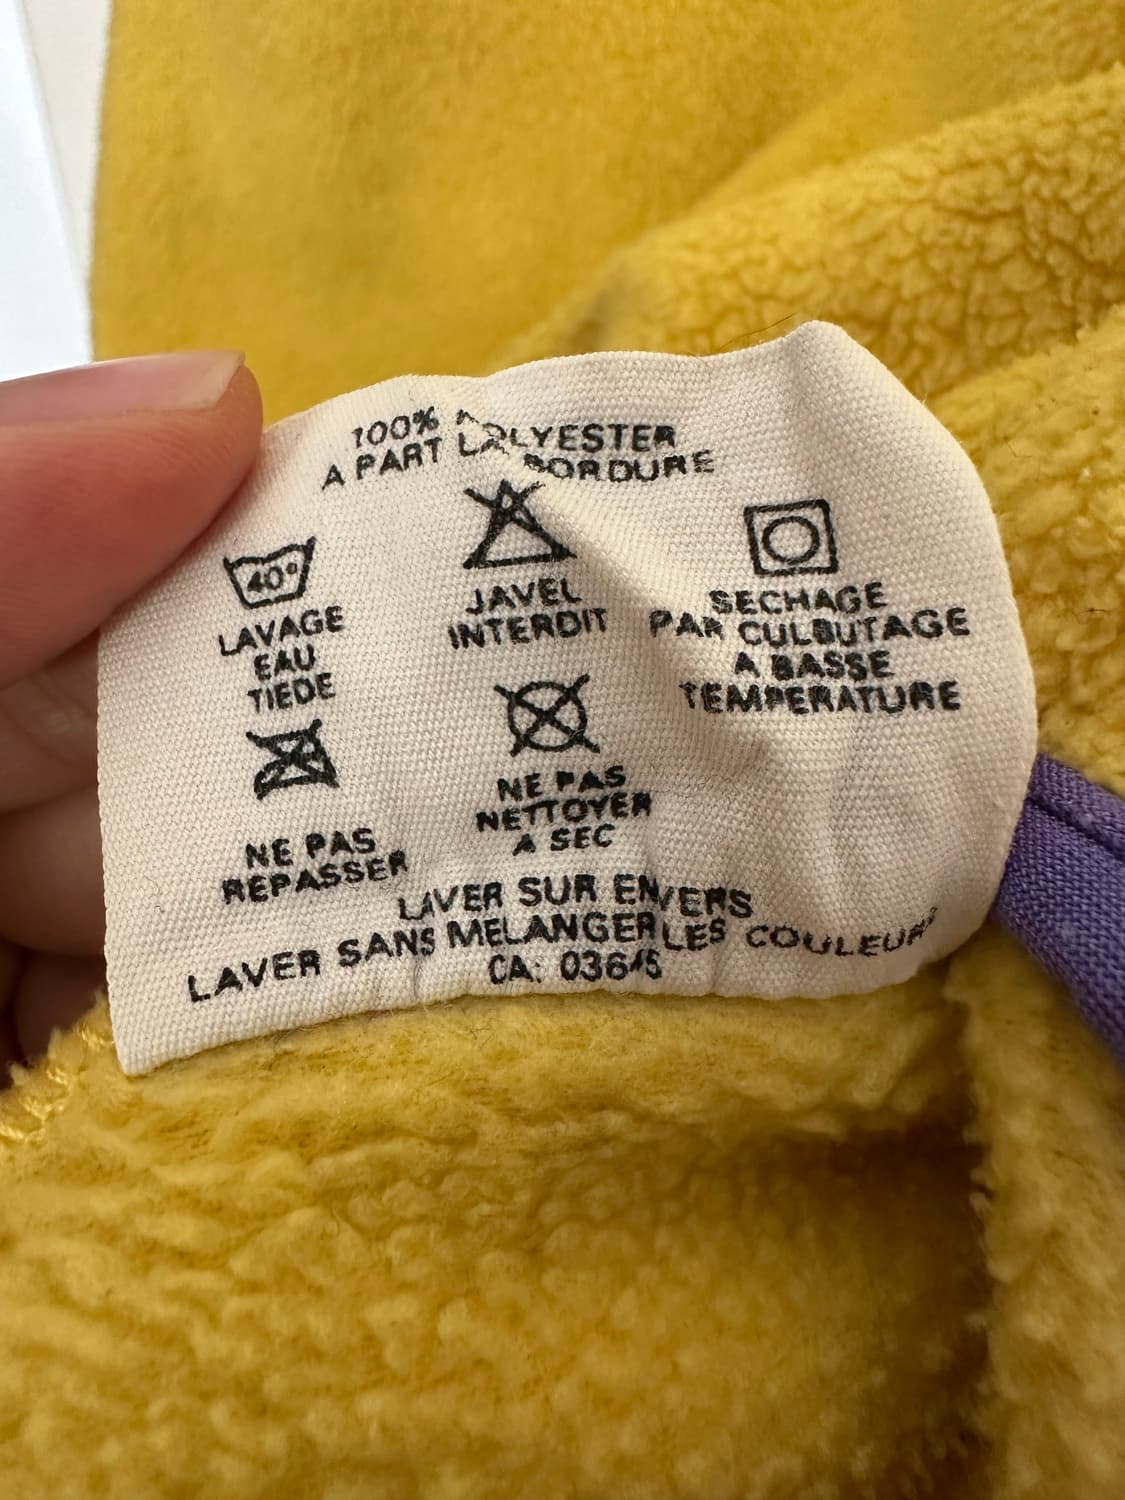 100% POLYESTER
A PART LA BORDURE
40°
LAVAGE
EAU
TIEDE
JAVEL
INTERDIT
SECHAGE
PAR CULBUTAGE
A BASSE
TEMPERATURE
NE PAS
REPASSER
NE PAS
NETTOYER
A SEC
LAVER SUR ENVERS
LAVER SANS MELANGER LES COULEURS
CA: 03645